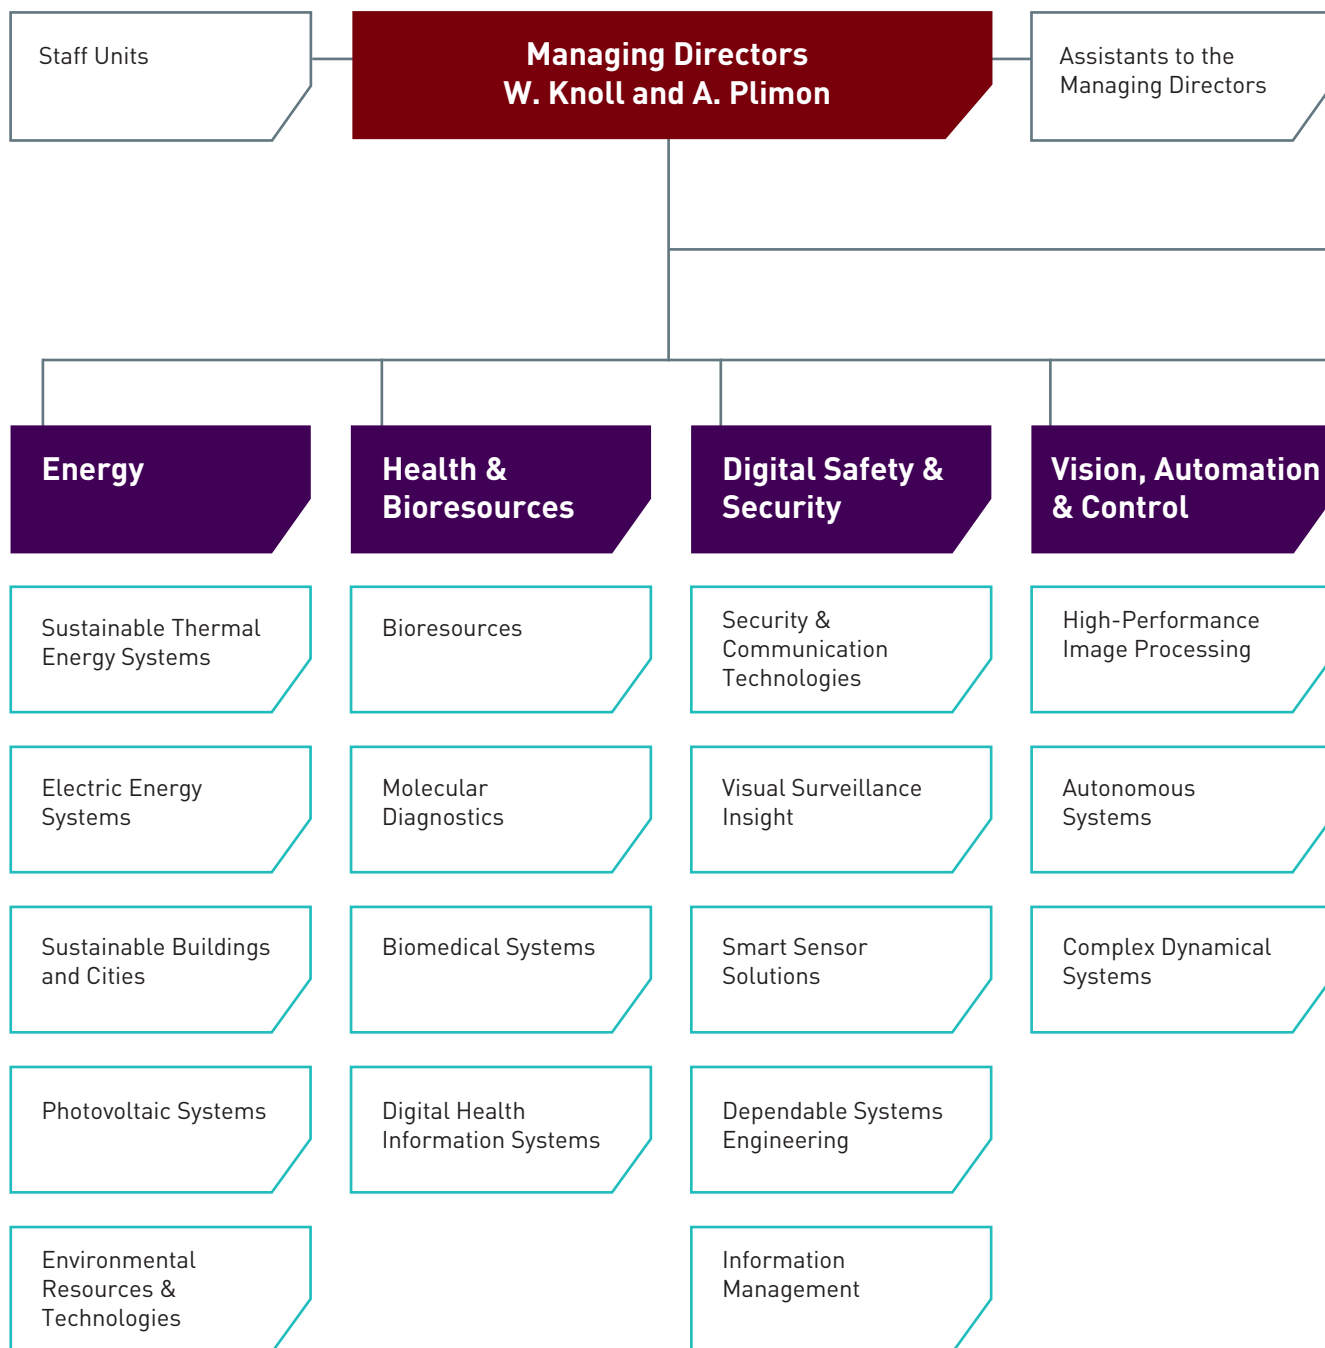 Staff Units
Managing Directors
W. Knoll and A. Plimon
Assistants to the
Managing Directors
Energy
Health &
Bioresources
Digital Safety &
Security
Vision, Automation
& Control
Sustainable Thermal
Energy Systems
Bioresources
Security &
Communication
Technologies
High-Performance
Image Processing
Electric Energy
Systems
Molecular
Diagnostics
Visual Surveillance
Insight
Autonomous
Systems
Sustainable Buildings
and Cities
Biomedical Systems
Smart Sensor
Solutions
Complex Dynamical
Systems
Photovoltaic Systems
Digital Health
Information Systems
Dependable Systems
Engineering
Environmental
Resources &
Technologies
Information
Management